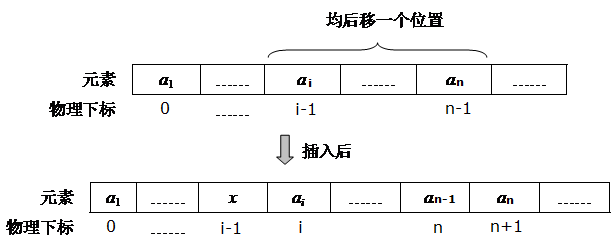 均后移一个位置
元素 a1 ...... ai ...... an ......
物理下标 0 ...... i-1 n-1
插入后
元素 a1 ...... x ai ...... an-1 an ......
物理下标 0 ...... i-1 i n n+1